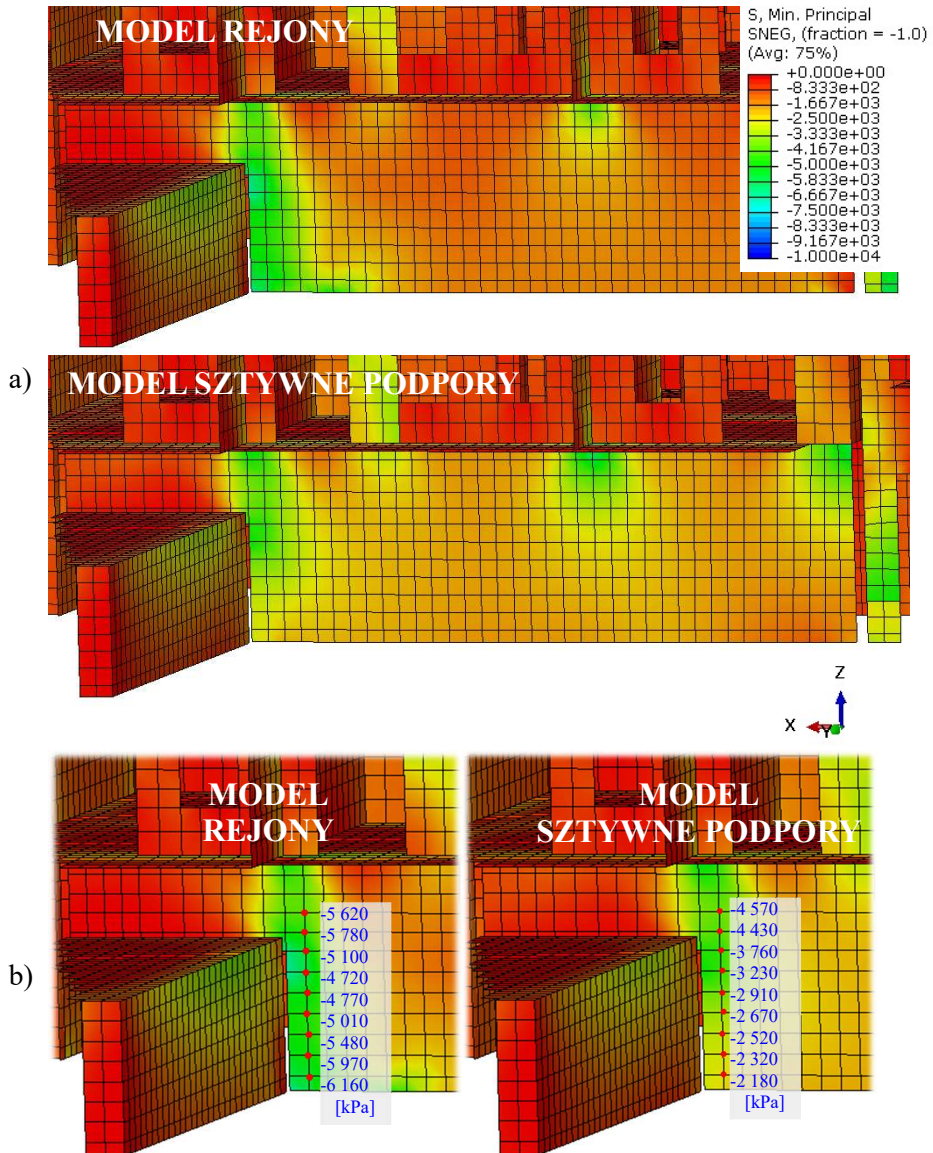 MODEL REJONY
S, Min. Principal
SNEG, (fraction = -1.0)
(Avg: 75%)
+0.000e+00
-8.333e+02
-1.667e+03
-2.500e+03
-3.333e+03
-4.167e+03
-5.000e+03
-5.833e+03
-6.667e+03
-7.500e+03
-8.333e+03
-9.167e+03
-1.000e+04
a)
MODEL SZTYWNE PODPORY
Z
X
Y
b)
MODEL
REJONY
-5 620
-5 780
-5 100
-4 720
-4 770
-5 010
-5 480
-5 970
-6 160
[kPa]
MODEL
SZTYWNE PODPORY
-4 570
-4 430
-3 760
-3 230
-2 910
-2 670
-2 520
-2 320
-2 180
[kPa]